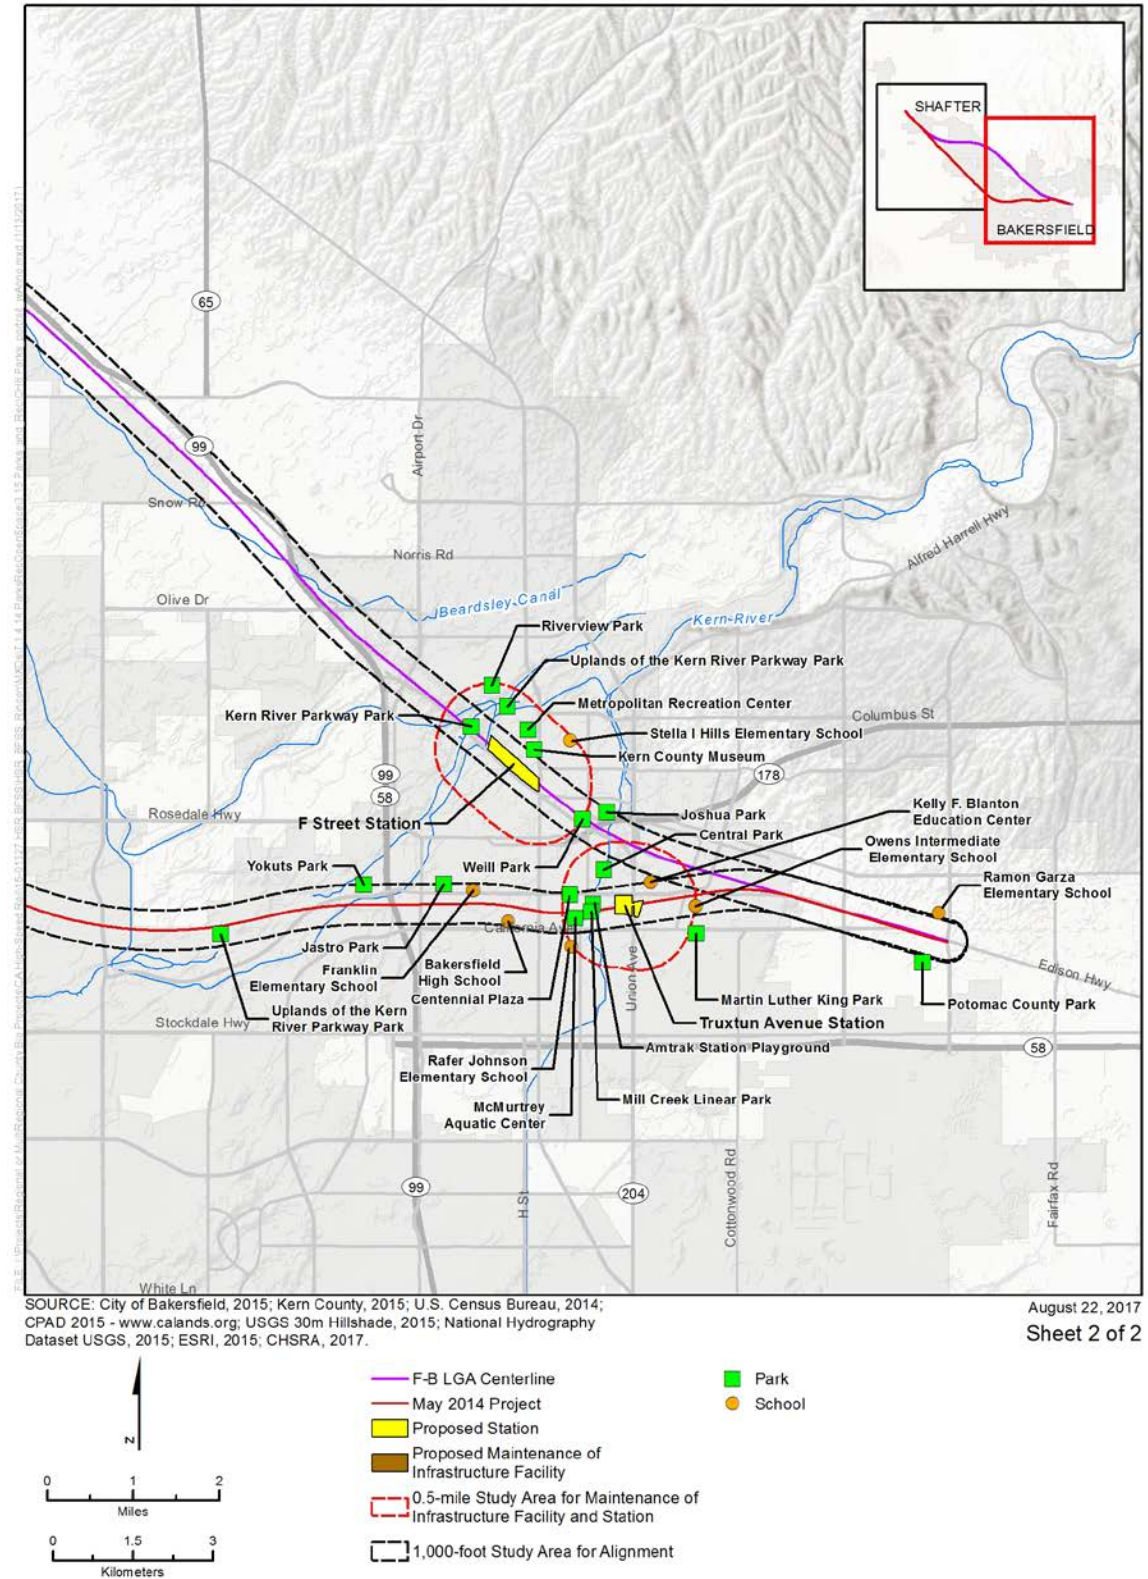 SHAFTER
BAKERSFIELD
65
99
Airport Dr
Snow Rd
Norris Rd
Alfred Harrell Hwy
Olive Dr
Beardsley Canal
Kern River
Riverview Park
Uplands of the Kern River Parkway Park
Metropolitan Recreation Center
Kern River Parkway Park
Columbus St
Stella I Hills Elementary School
Kern County Museum
178
99
58
Rosedale Hwy
F Street Station
Joshua Park
Kelly F. Blanton
Education Center
Central Park
Owens Intermediate
Elementary School
Yokuts Park
Weill Park
Ramon Garza
Elementary School
California Ave
Jastro Park
Franklin
Elementary School
Bakersfield
High School
Centennial Plaza
Union Ave
Edison Hwy
Martin Luther King Park
Potomac County Park
Uplands of the Kern
River Parkway Park
Stockdale Hwy
Truxtun Avenue Station
Amtrak Station Playground
58
Rafer Johnson
Elementary School
McMurtrey
Aquatic Center
Mill Creek Linear Park
99
H St
204
Cottonwood Rd
Fairfax Rd
White Ln
SOURCE: City of Bakersfield, 2015; Kern County, 2015; U.S. Census Bureau, 2014;
CPAD 2015 - www.calands.org; USGS 30m Hillshade, 2015; National Hydrography
Dataset USGS, 2015; ESRI, 2015; CHSRA, 2017.
August 22, 2017
Sheet 2 of 2
N
0 1 2
Miles
0 1.5 3
Kilometers
F-B LGA Centerline
May 2014 Project
Proposed Station
Proposed Maintenance of
Infrastructure Facility
0.5-mile Study Area for Maintenance of
Infrastructure Facility and Station
1,000-foot Study Area for Alignment
Park
School